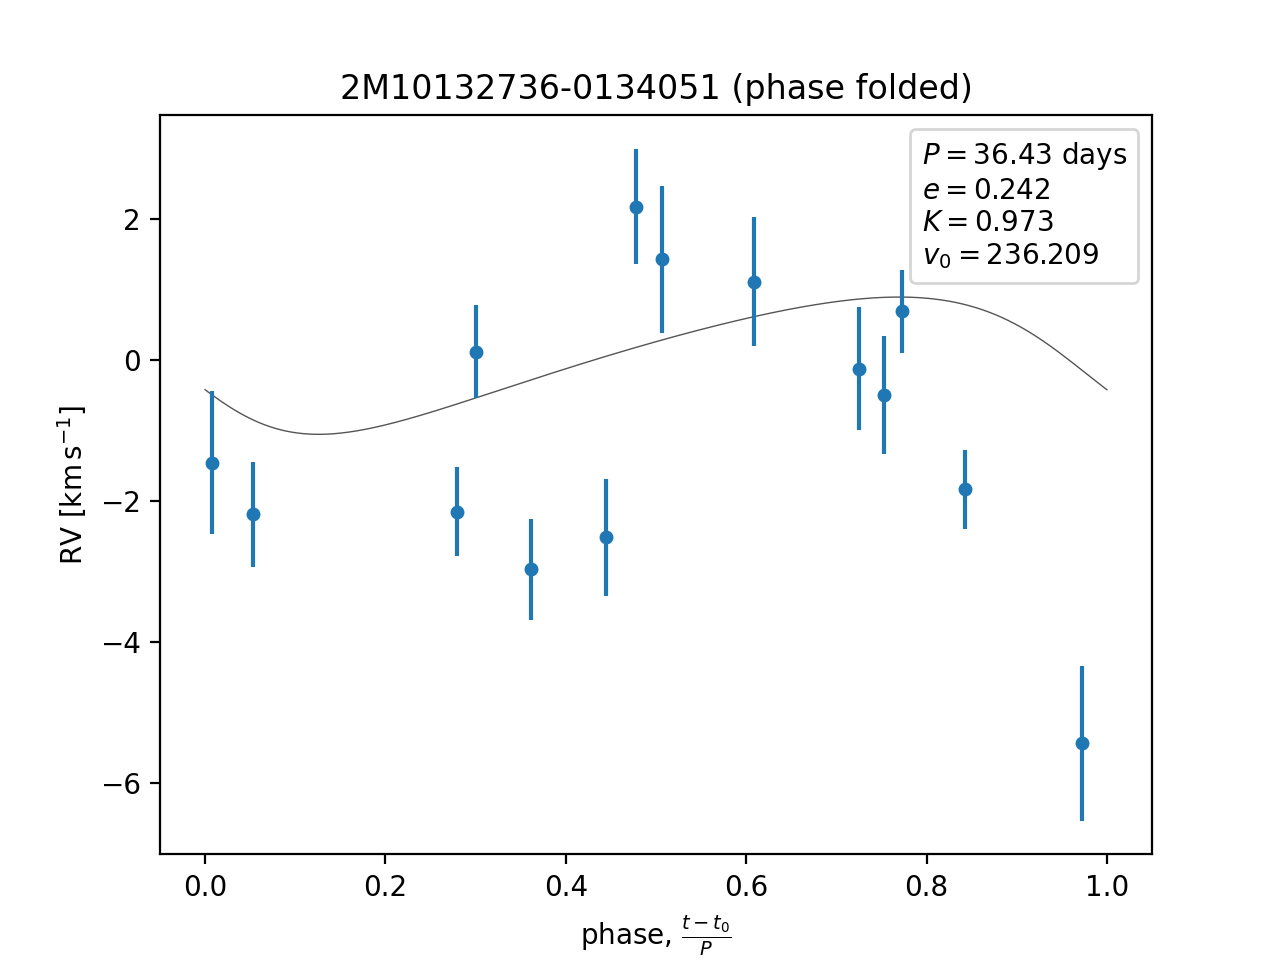 2M10132736-0134051 (phase folded)
P = 36.43 days
e = 0.242
K = 0.973
v₀ = 236.209
RV [km s⁻¹]
2
0
−2
−4
−6
0.0 0.2 0.4 0.6 0.8 1.0
phase, (t − t₀)/P